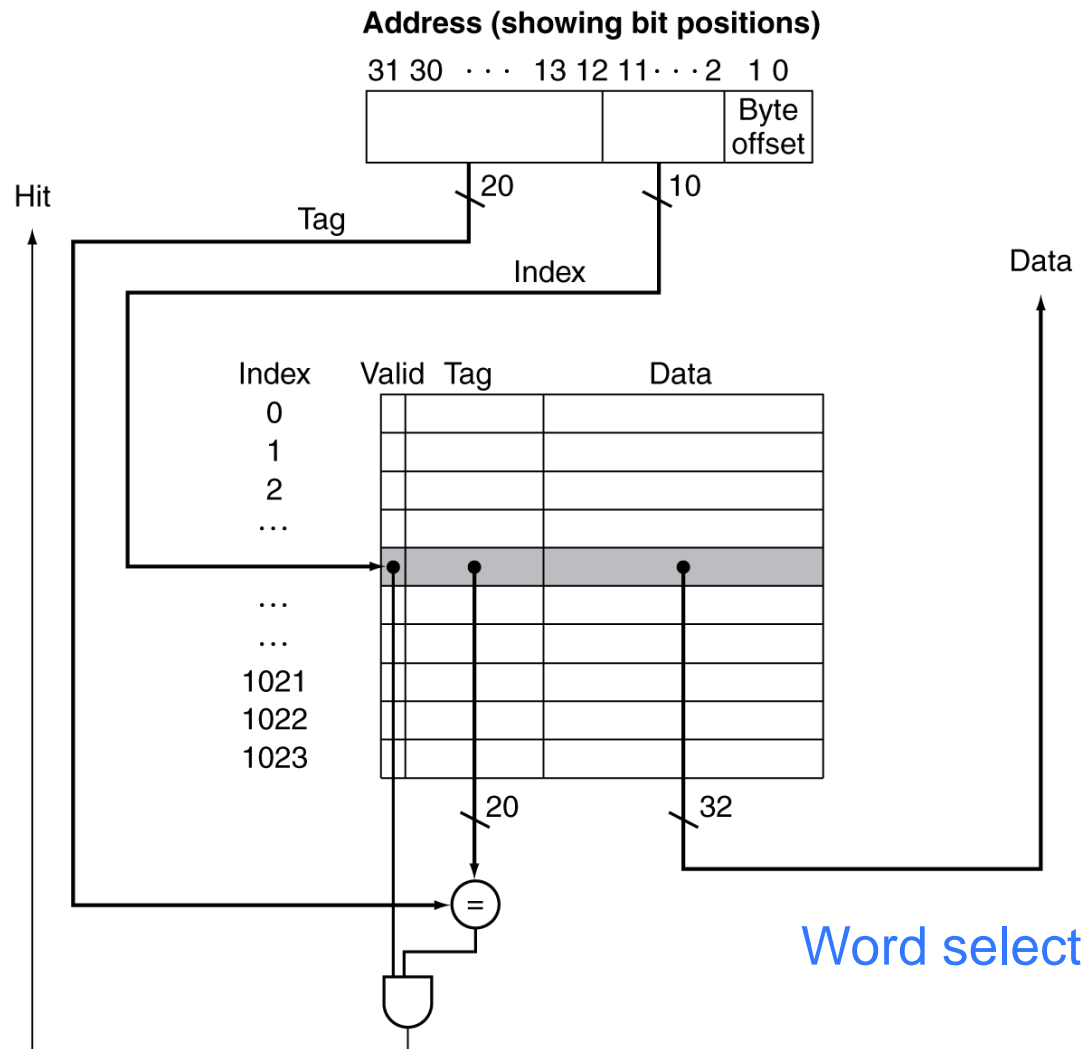 Address (showing bit positions)
31 30 · · · 13 12 11 · · · 2 1 0
Byte
offset
20
10
Hit
Tag
Index
Data
Index Valid Tag Data
0
1
2
...
...
...
1021
1022
1023
20
32
=
Word select